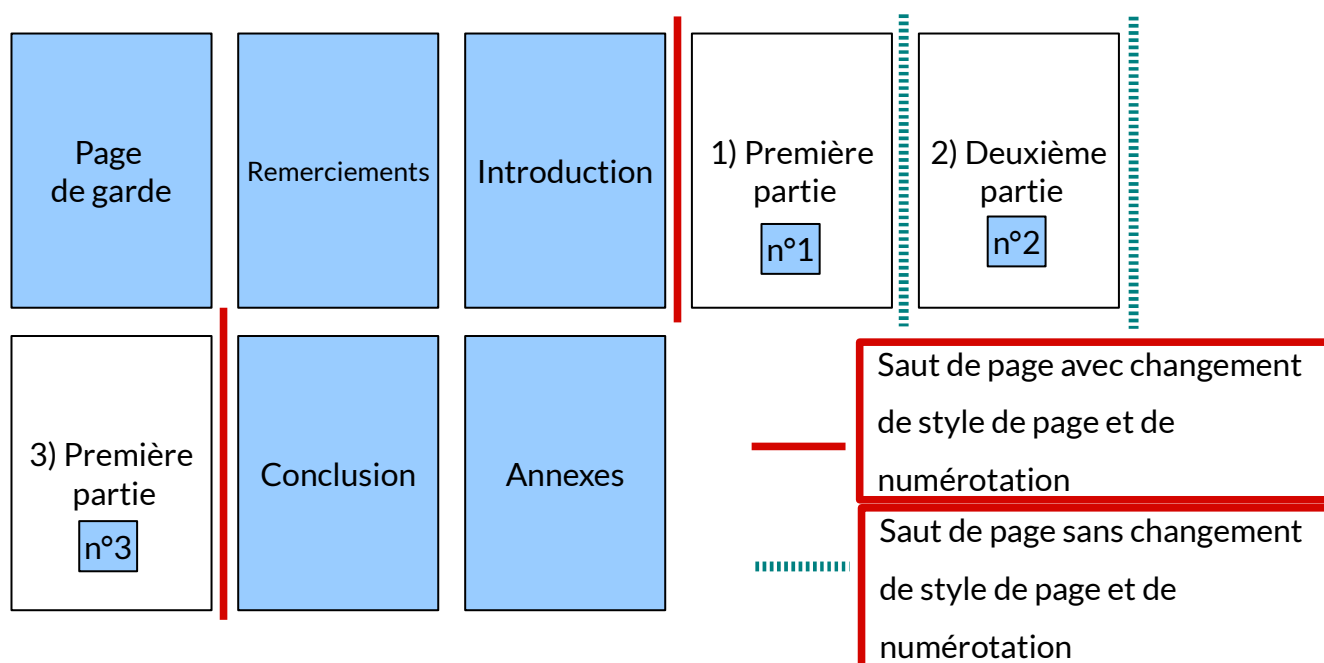 Page
de garde
Remerciements
Introduction
1) Première
partie
n°1
2) Deuxième
partie
n°2
3) Première
partie
n°3
Conclusion
Annexes
Saut de page avec changement
de style de page et de
numérotation
Saut de page sans changement
de style de page et de
numérotation